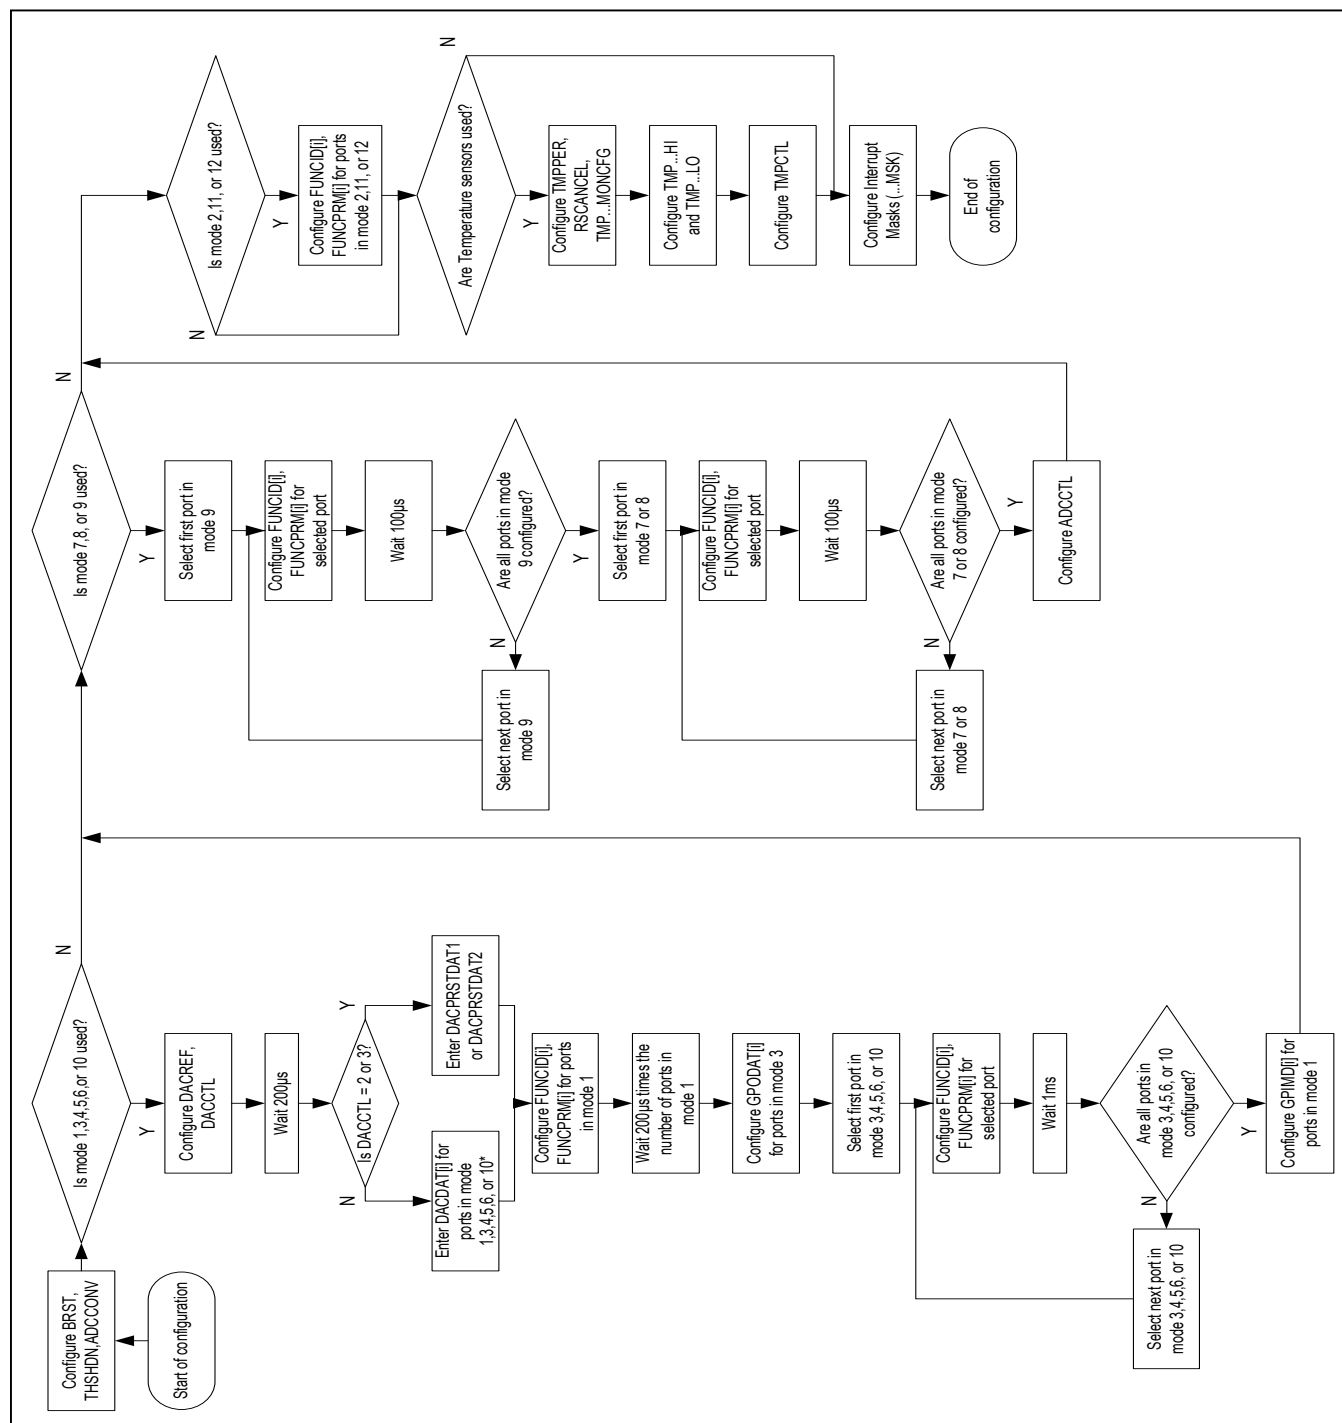 Start of configuration
Configure BRST,
THSHDN,ADCCONV
Is mode 1,3,4,5,6,or 10 used?
N
Y
Configure DACREF,
DACCTL
Wait 200µs
Is DACCTL = 2 or 3?
N
Y
Enter DACDAT[i] for
ports in mode
1,3,4,5,6, or 10*
Enter DACPRSTDAT1
or DACPRSTDAT2
Configure FUNCID[i],
FUNCPRM[i] for ports
in mode 1
Wait 200µs times the
number of ports in
mode 1
Configure GPODAT[i]
for ports in mode 3
Select first port in
mode 3,4,5,6, or 10
Configure FUNCID[i],
FUNCPRM[i] for
selected port
Wait 1ms
Are all ports in
mode 3,4,5,6, or 10
configured?
N
Y
Select next port in
mode 3,4,5,6, or 10
Configure GPIMD[i] for
ports in mode 1
Is mode 7,8, or 9 used?
N
Y
Select first port in
mode 9
Configure FUNCID[i],
FUNCPRM[i] for
selected port
Wait 100µs
Are all ports in mode
9 configured?
N
Y
Select next port in
mode 9
Select first port in
mode 7 or 8
Configure FUNCID[i],
FUNCPRM[i] for
selected port
Wait 100µs
Are all ports in mode
7 or 8 configured?
N
Y
Select next port in
mode 7 or 8
Configure ADCCTL
Is mode 2,11, or 12 used?
N
Y
Configure FUNCID[i],
FUNCPRM[i] for ports
in mode 2,11, or 12
Are Temperature sensors used?
N
Y
Configure TMPPER,
RSCANCEL,
TMP...MONCFG
Configure TMP...HI
and TMP...LO
Configure TMPCTL
Configure Interrupt
Masks (...MSK)
End of
configuration